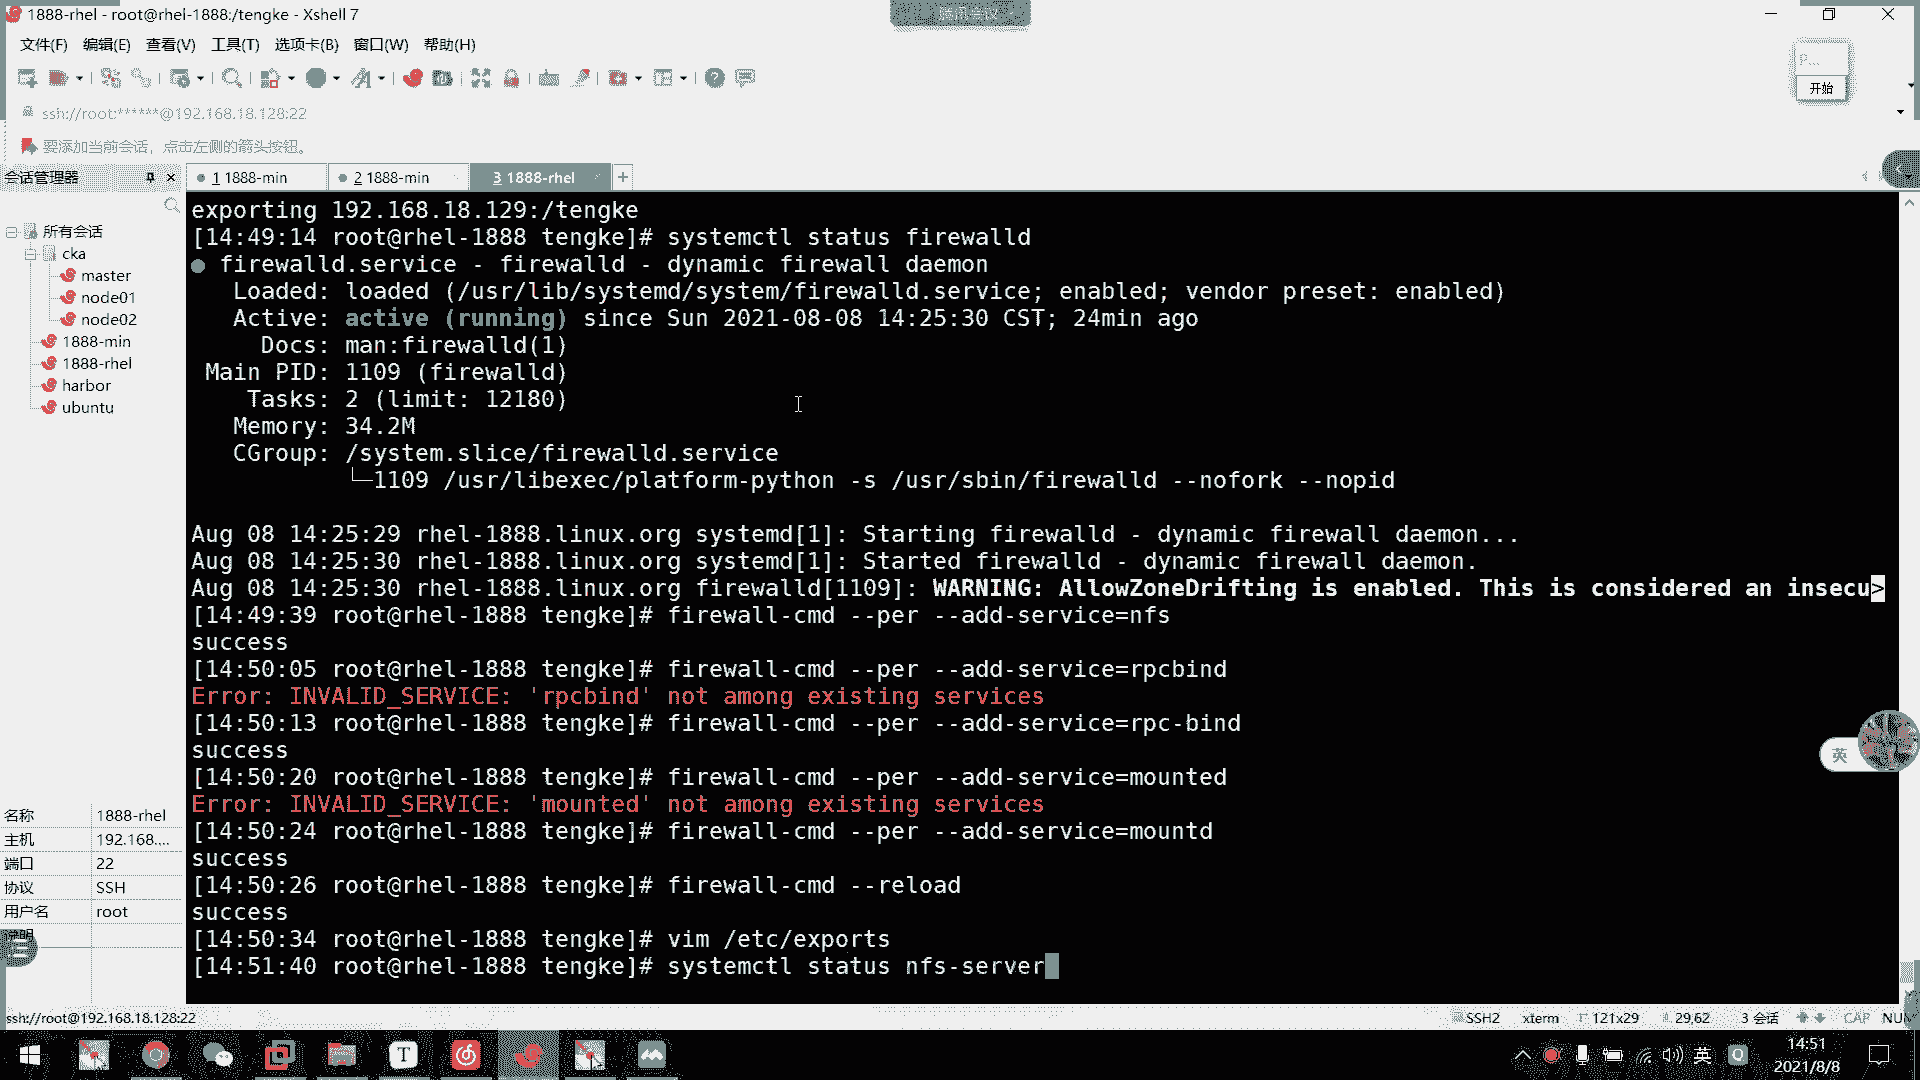 1888-rhel - root@rhel-1888:/tengke - Xshell 7
腾讯会议
文件(F) 编辑(E) 查看(V) 工具(T) 选项卡(B) 窗口(W) 帮助(H)
P...
开始
ssh://root:******@192.168.18.128:22
要添加当前会话，点击左侧的箭头按钮。
会话管理器
1 1888-min
2 1888-min
3 1888-rhel
所有会话
cka
master
node01
node02
1888-min
1888-rhel
harbor
ubuntu
exporting 192.168.18.129:/tengke
[14:49:14 root@rhel-1888 tengke]# systemctl status firewalld
● firewalld.service - firewalld - dynamic firewall daemon
Loaded: loaded (/usr/lib/systemd/system/firewalld.service; enabled; vendor preset: enabled)
Active: active (running) since Sun 2021-08-08 14:25:30 CST; 24min ago
Docs: man:firewalld(1)
Main PID: 1109 (firewalld)
Tasks: 2 (limit: 12180)
Memory: 34.2M
CGroup: /system.slice/firewalld.service
└─1109 /usr/libexec/platform-python -s /usr/sbin/firewalld --nofork --nopid
Aug 08 14:25:29 rhel-1888.linux.org systemd[1]: Starting firewalld - dynamic firewall daemon...
Aug 08 14:25:30 rhel-1888.linux.org systemd[1]: Started firewalld - dynamic firewall daemon.
Aug 08 14:25:30 rhel-1888.linux.org firewalld[1109]: WARNING: AllowZoneDrifting is enabled. This is considered an insecu>
[14:49:39 root@rhel-1888 tengke]# firewall-cmd --per --add-service=nfs
success
[14:50:05 root@rhel-1888 tengke]# firewall-cmd --per --add-service=rpcbind
Error: INVALID_SERVICE: 'rpcbind' not among existing services
[14:50:13 root@rhel-1888 tengke]# firewall-cmd --per --add-service=rpc-bind
success
[14:50:20 root@rhel-1888 tengke]# firewall-cmd --per --add-service=mounted
Error: INVALID_SERVICE: 'mounted' not among existing services
[14:50:24 root@rhel-1888 tengke]# firewall-cmd --per --add-service=mountd
success
[14:50:26 root@rhel-1888 tengke]# firewall-cmd --reload
success
[14:50:34 root@rhel-1888 tengke]# vim /etc/exports
[14:51:40 root@rhel-1888 tengke]# systemctl status nfs-server
英
名称 1888-rhel
主机 192.168....
端口 22
协议 SSH
用户名 root
说明
ssh://root@192.168.18.128:22
SSH2 xterm 121x29 29,62 3 会话 CAP NUM
英
14:51
2021/8/8